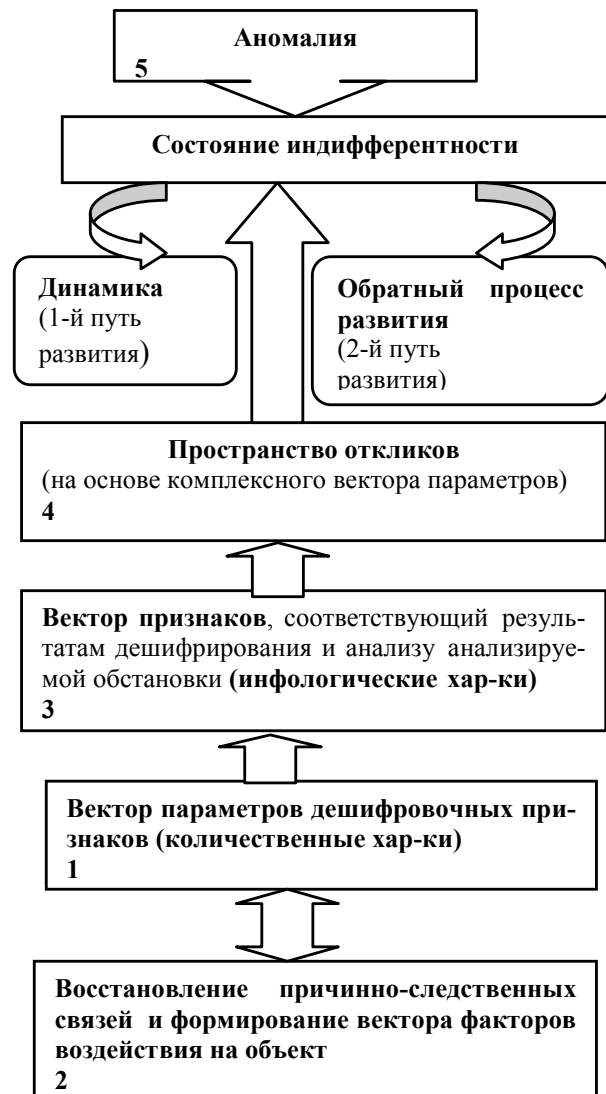 Аномалия
5
Состояние индифферентности
Динамика
(1-й путь
развития)
Обратный процесс
развития
(2-й путь
развития)
Пространство откликов
(на основе комплексного вектора параметров)
4
Вектор признаков, соответствующий резуль-
татам дешифрирования и анализу анализируе-
мой обстановки (инфологические хар-ки)
3
Вектор параметров дешифровочных при-
знаков (количественные хар-ки)
1
Восстановление причинно-следственных
связей и формирование вектора факторов
воздействия на объект
2